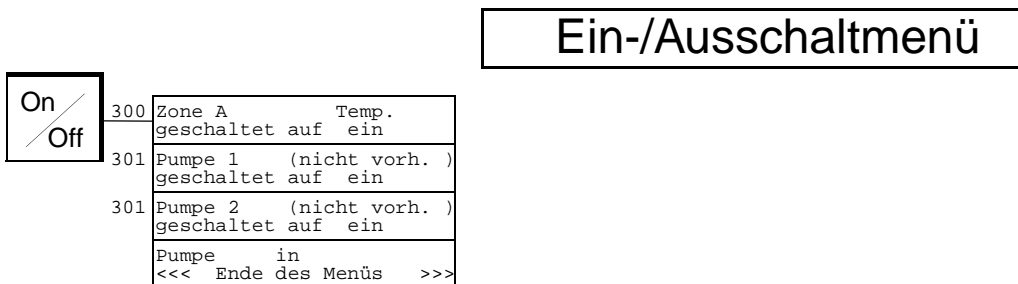 Ein-/Ausschaltmenü
On
Off
300 Zone A Temp.
geschaltet auf ein
301 Pumpe 1 (nicht vorh. )
geschaltet auf ein
301 Pumpe 2 (nicht vorh. )
geschaltet auf ein
Pumpe in
<<< Ende des Menüs >>>